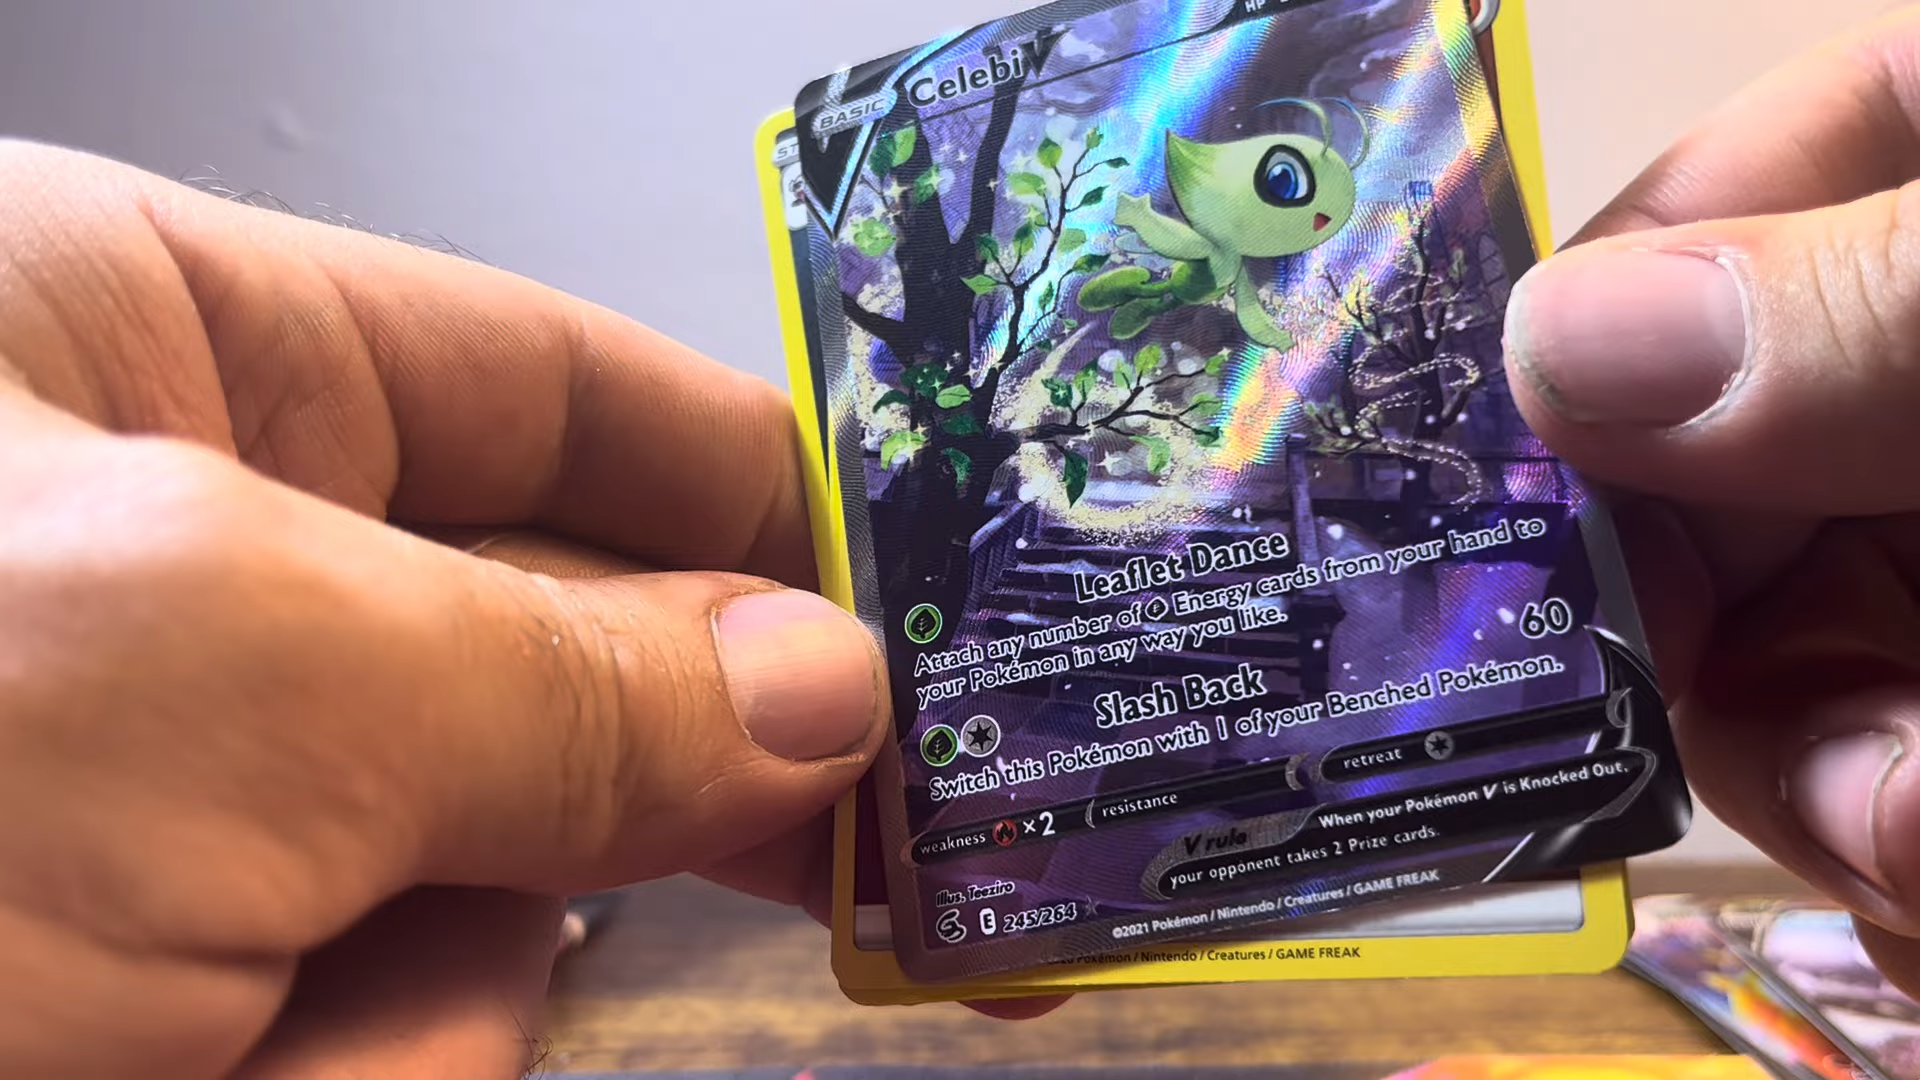 BASIC
Celebi V
HP
ST
Leaflet Dance
Attach any number of Energy cards from your hand to
your Pokémon in any way you like.
Slash Back
60
Switch this Pokémon with 1 of your Benched Pokémon.
weakness ×2
resistance
retreat
V rule
When your Pokémon V is Knocked Out,
your opponent takes 2 Prize cards.
Illus. Teeziro
E 245/264
©2021 Pokémon / Nintendo / Creatures / GAME FREAK
Pokémon / Nintendo / Creatures / GAME FREAK